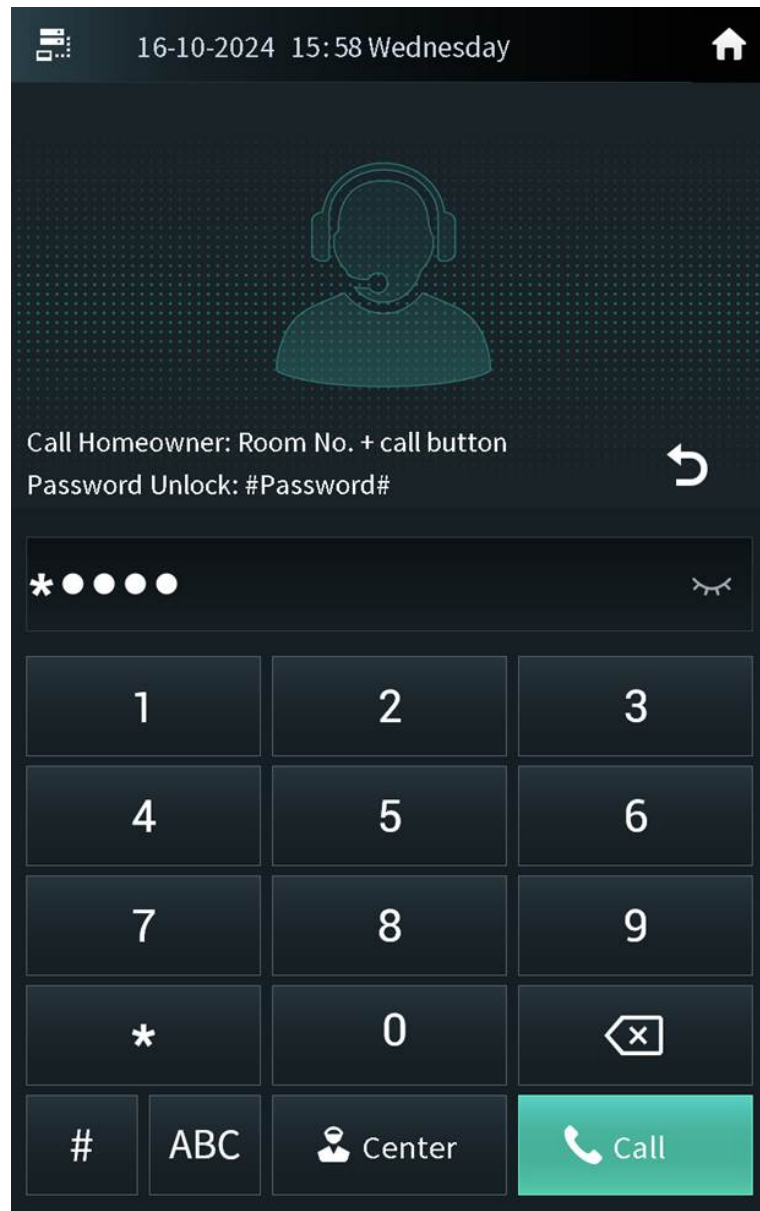 16-10-2024 15:58 Wednesday
Call Homeowner: Room No. + call button
Password Unlock: #Password#
*●●●●
1 2 3
4 5 6
7 8 9
* 0
# ABC Center Call